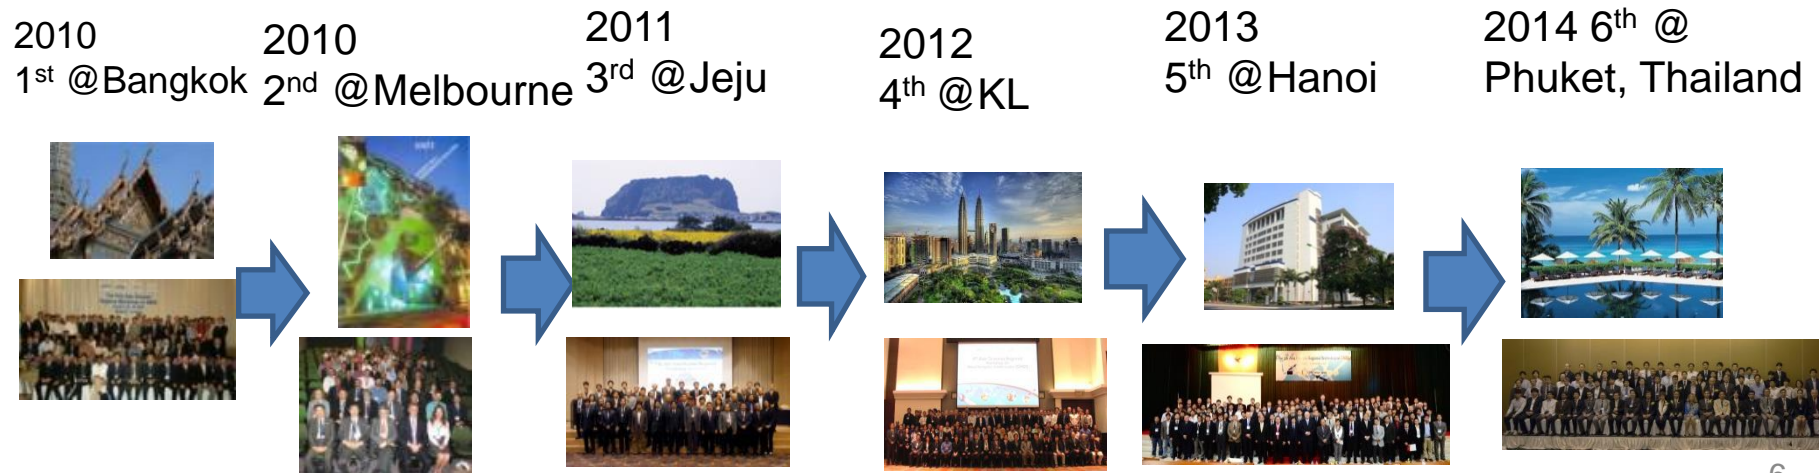 2010
1st @Bangkok
2010
2nd @Melbourne
2011
3rd @Jeju
2012
4th @KL
2013
5th @Hanoi
2014 6th @
Phuket, Thailand
6